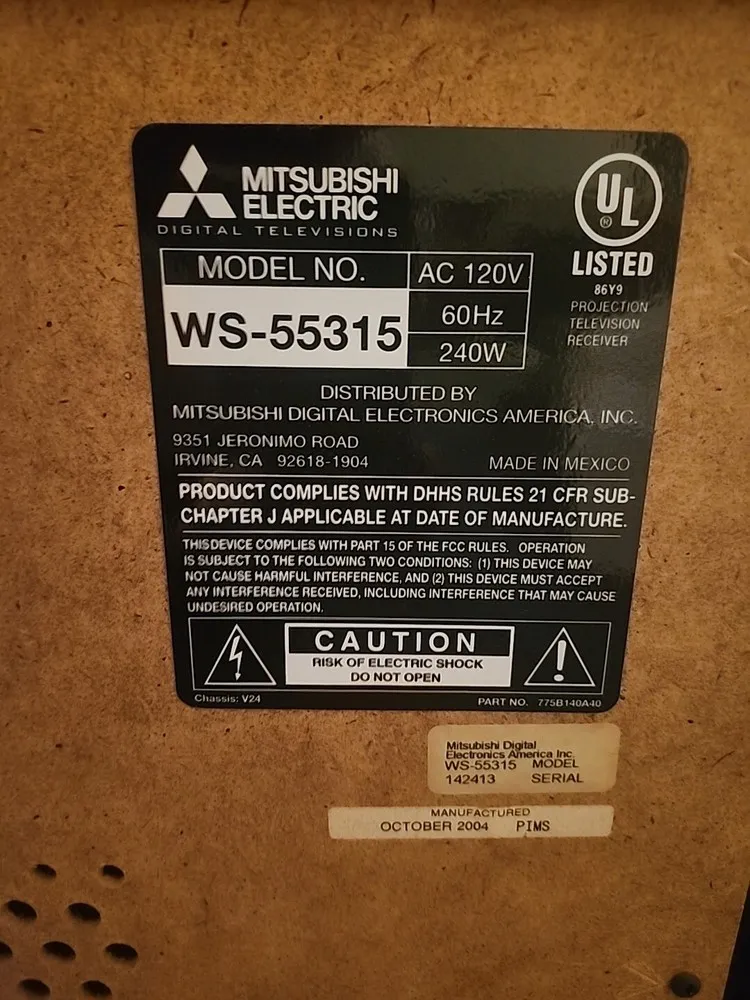 MITSUBISHI
ELECTRIC
DIGITAL TELEVISIONS
UL
®
LISTED
86Y9
PROJECTION
TELEVISION
RECEIVER
MODEL NO.
WS-55315
AC 120V
60Hz
240W
DISTRIBUTED BY
MITSUBISHI DIGITAL ELECTRONICS AMERICA, INC.
9351 JERONIMO ROAD
IRVINE, CA 92618-1904
MADE IN MEXICO
PRODUCT COMPLIES WITH DHHS RULES 21 CFR SUB-
CHAPTER J APPLICABLE AT DATE OF MANUFACTURE.
THIS DEVICE COMPLIES WITH PART 15 OF THE FCC RULES. OPERATION
IS SUBJECT TO THE FOLLOWING TWO CONDITIONS: (1) THIS DEVICE MAY
NOT CAUSE HARMFUL INTERFERENCE, AND (2) THIS DEVICE MUST ACCEPT
ANY INTERFERENCE RECEIVED, INCLUDING INTERFERENCE THAT MAY CAUSE
UNDESIRED OPERATION.
CAUTION
RISK OF ELECTRIC SHOCK
DO NOT OPEN
!
Chassis: V24
PART NO. 775B140A40
Mitsubishi Digital
Electronics America Inc.
WS-55315 MODEL
142413 SERIAL
MANUFACTURED
OCTOBER 2004 PIMS